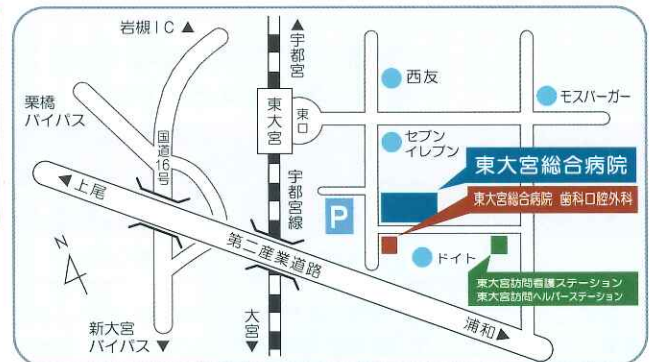 岩槻IC▲
▲宇都宮
西友
モスバーガー
栗橋
バイパス
国道16号
東大宮
東口
セブン
イレブン
東大宮総合病院
東大宮総合病院 歯科口腔外科
宇都宮線
P
◀上尾
第二産業道路
ドイト
東大宮訪問看護ステーション
東大宮訪問ヘルパーステーション
N
新大宮
バイパス▼
大宮▼
浦和▶